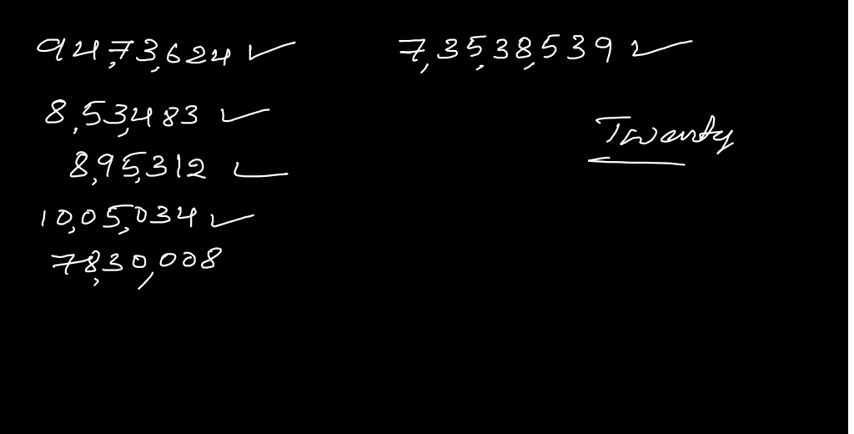 94,73,624 ✓ 7,35,38,539 ✓
8,53,483 ✓
Twenty
8,95,312 ✓
10,05,034 ✓
78,30,008